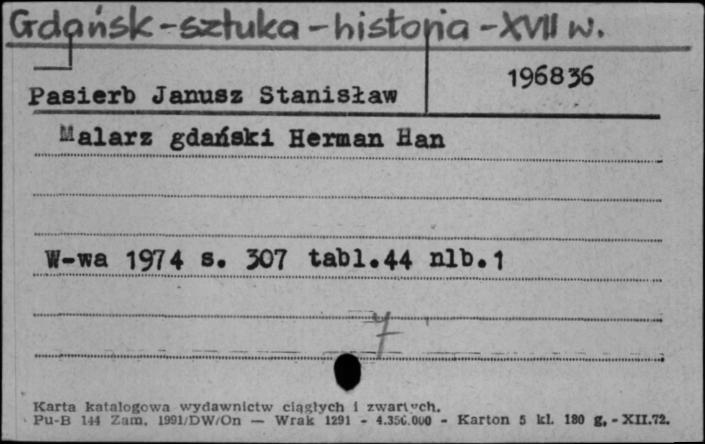 Gdańsk - sztuka - historia - XVII w.
196836
Pasierb Janusz Stanisław
Malarz gdański Herman Han
W-wa 1974 s. 307 tabl.44 nlb.1
7
Karta katalogowa wydawnictw ciągłych i zwartych.
Pu-B 144 Zam. 1991/DW/On — Wrak 1291 - 4.350.000 - Karton 5 kl. 180 g, - XII.72.